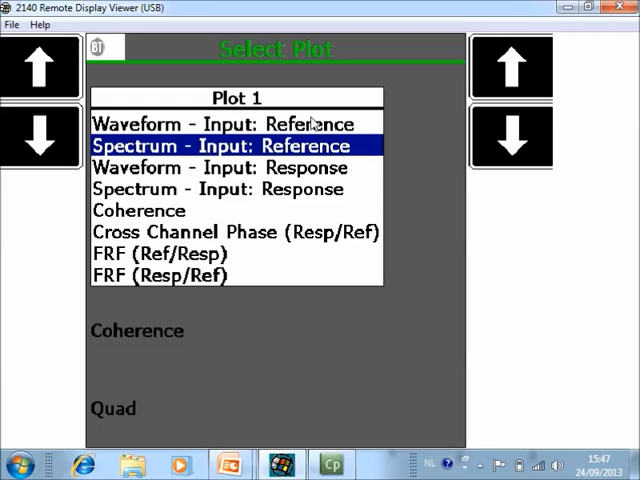 2140 Remote Display Viewer (USB)
File Help
BT
Select Plot
Plot 1
Waveform - Input: Reference
Spectrum - Input: Reference
Waveform - Input: Response
Spectrum - Input: Response
Coherence
Cross Channel Phase (Resp/Ref)
FRF (Ref/Resp)
FRF (Resp/Ref)
Coherence
Quad
Cp
NL
15:47
24/09/2013